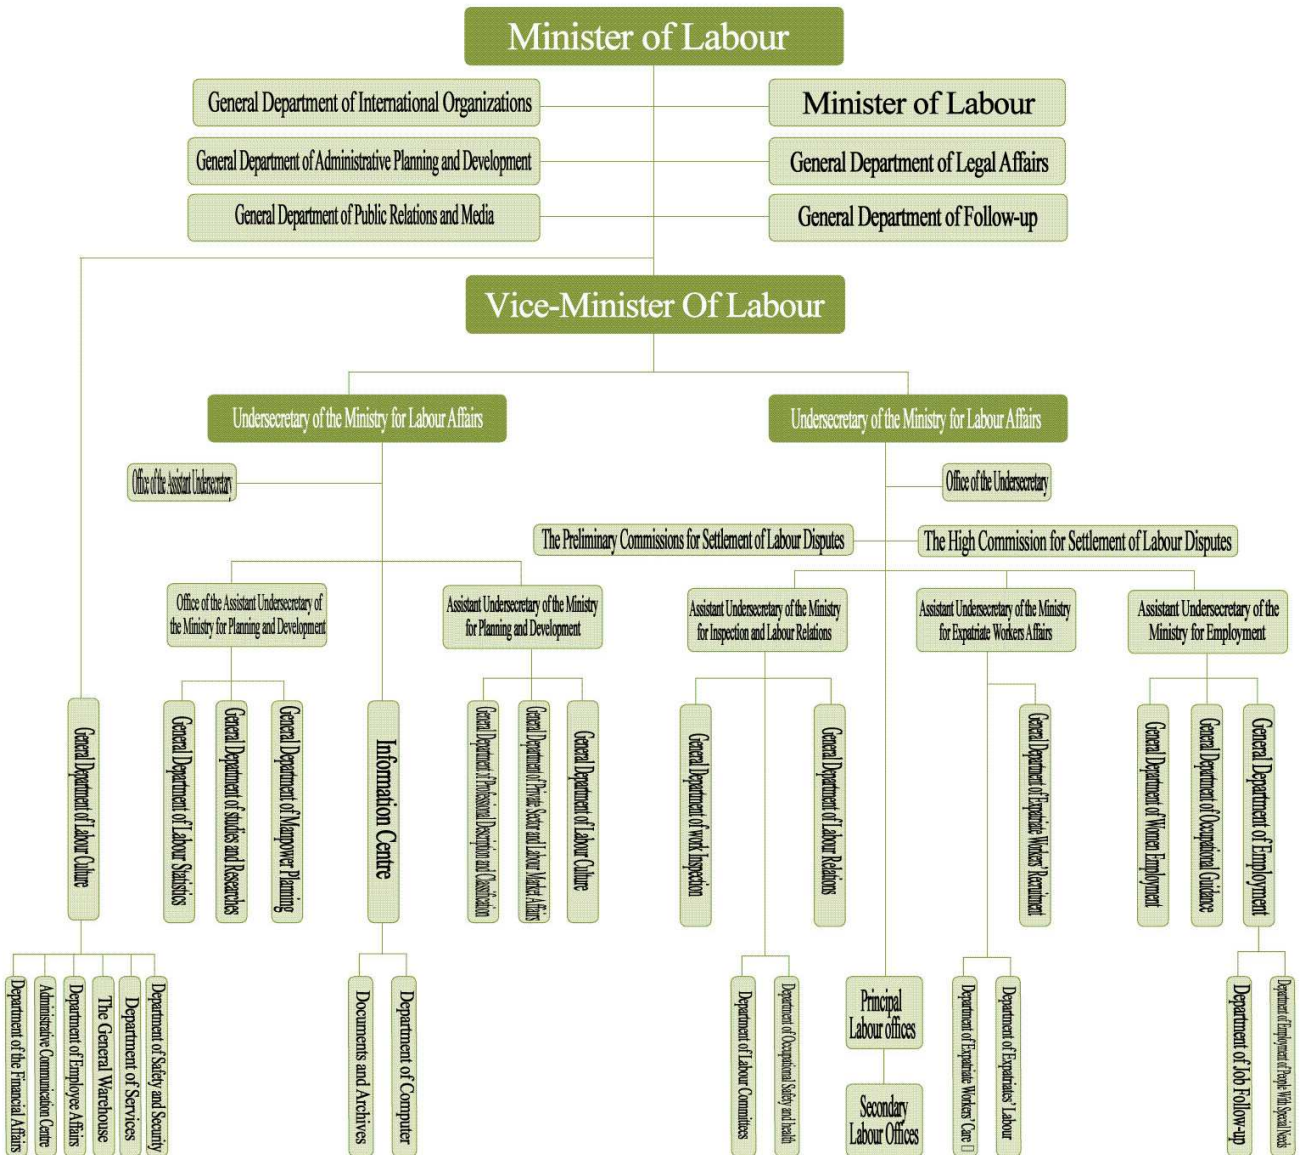 Minister of Labour
General Department of International Organizations
Minister of Labour
General Department of Administrative Planning and Development
General Department of Legal Affairs
General Department of Public Relations and Media
General Department of Follow-up
Vice-Minister Of Labour
Undersecretary of the Ministry for Labour Affairs
Undersecretary of the Ministry for Labour Affairs
Office of the Assistant Undersecretary
Office of the Undersecretary
The Preliminary Commissions for Settlement of Labour Disputes
The High Commission for Settlement of Labour Disputes
Office of the Assistant Undersecretary of
the Ministry for Planning and Development
Assistant Undersecretary of the Ministry
for Planning and Development
Assistant Undersecretary of the Ministry
for Inspection and Labour Relations
Assistant Undersecretary of the Ministry
for Expatriate Workers Affairs
Assistant Undersecretary of the
Ministry for Employment
General Department of Labour Culture
General Department of Labour Statistics
General Department of studies and Researches
General Department of Manpower Planning
Information Centre
General Department of Professional Description and Classification
General Department of Private Sector and Labour Market Affairs
General Department of Labour Culture
General Department of work Inspection
General Department of Labour Relations
General Department of Expatriate Workers' Recruitment
General Department of Women Employment
General Department of Occupational Guidance
General Department of Employment
Department of the Financial Affairs
Administrative Communication Centre
Department of Employee Affairs
The General Warehouse
Department of Services
Department of Safety and Security
Documents and Archives
Department of Computer
Department of Labour Committees
Department of Occupational Safety and health
Principal
Labour offices
Secondary
Labour Offices
Department of Expatriate Workers' Care
Department of Expatriates' Labour
Department of Job Follow-up
Department of Employment of People With Special Needs